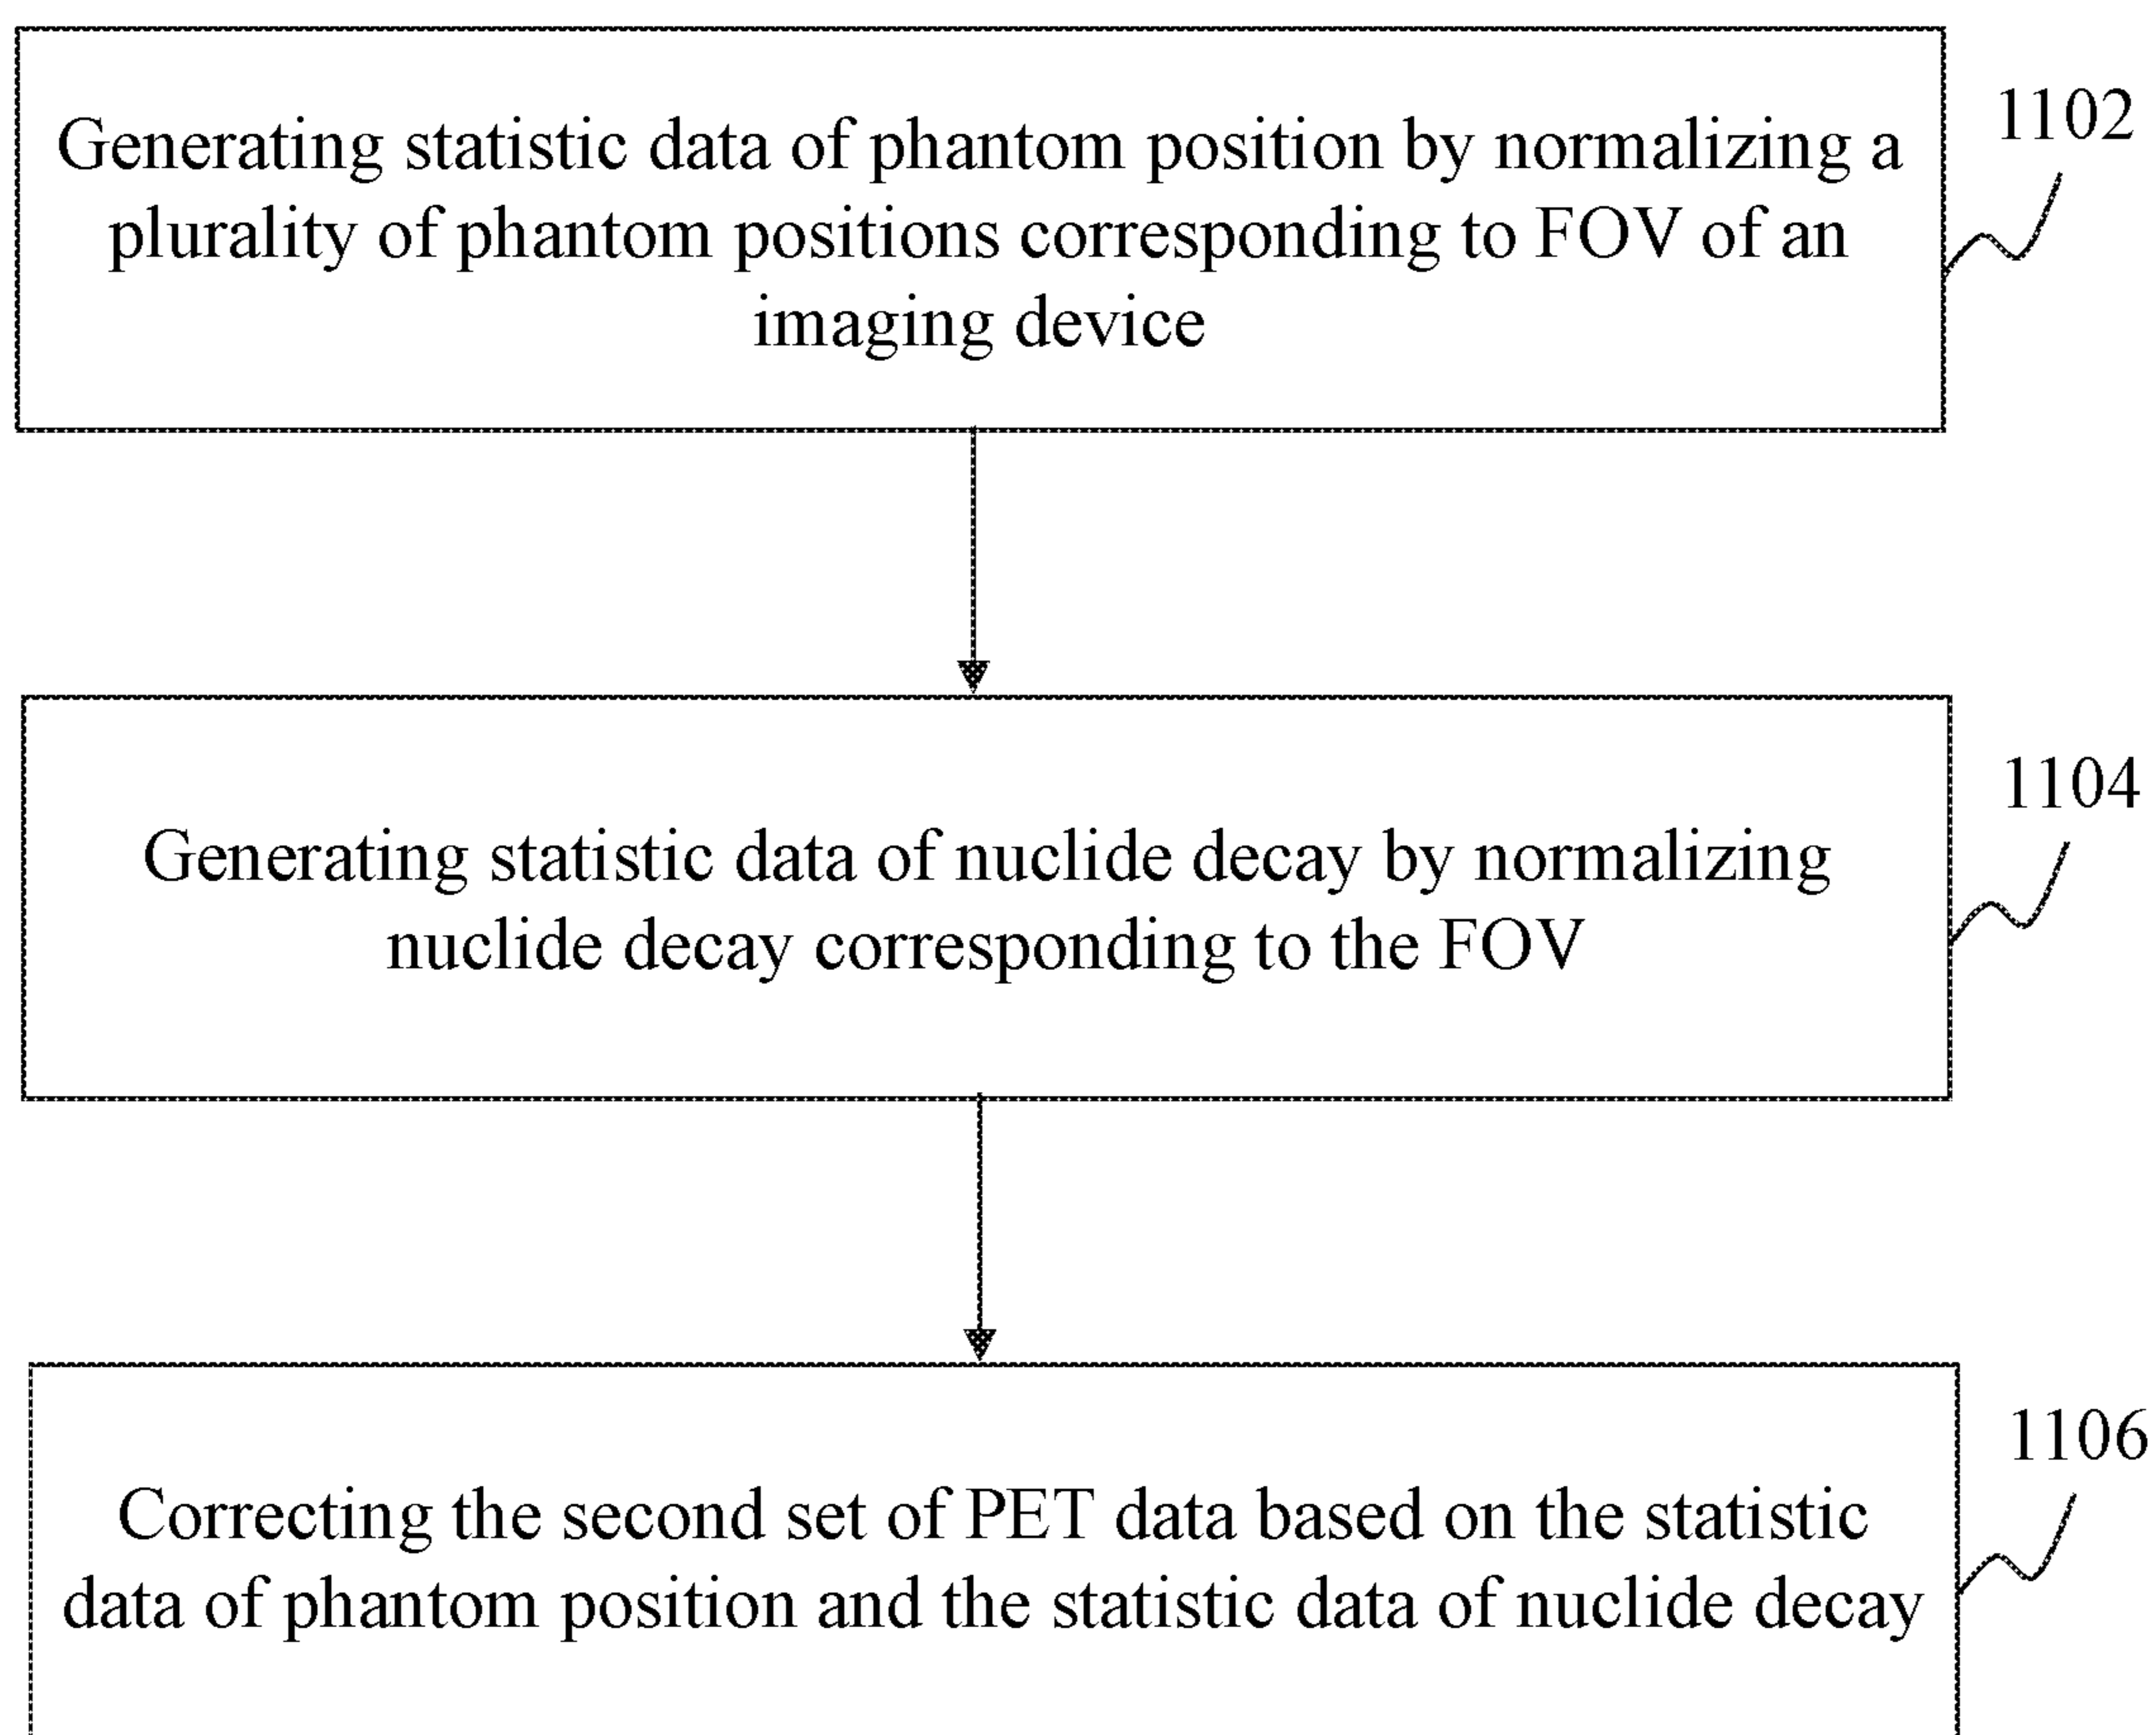 Generating statistic data of phantom position by normalizing a
plurality of phantom positions corresponding to FOV of an
imaging device
1102
Generating statistic data of nuclide decay by normalizing
nuclide decay corresponding to the FOV
1104
Correcting the second set of PET data based on the statistic
data of phantom position and the statistic data of nuclide decay
1106